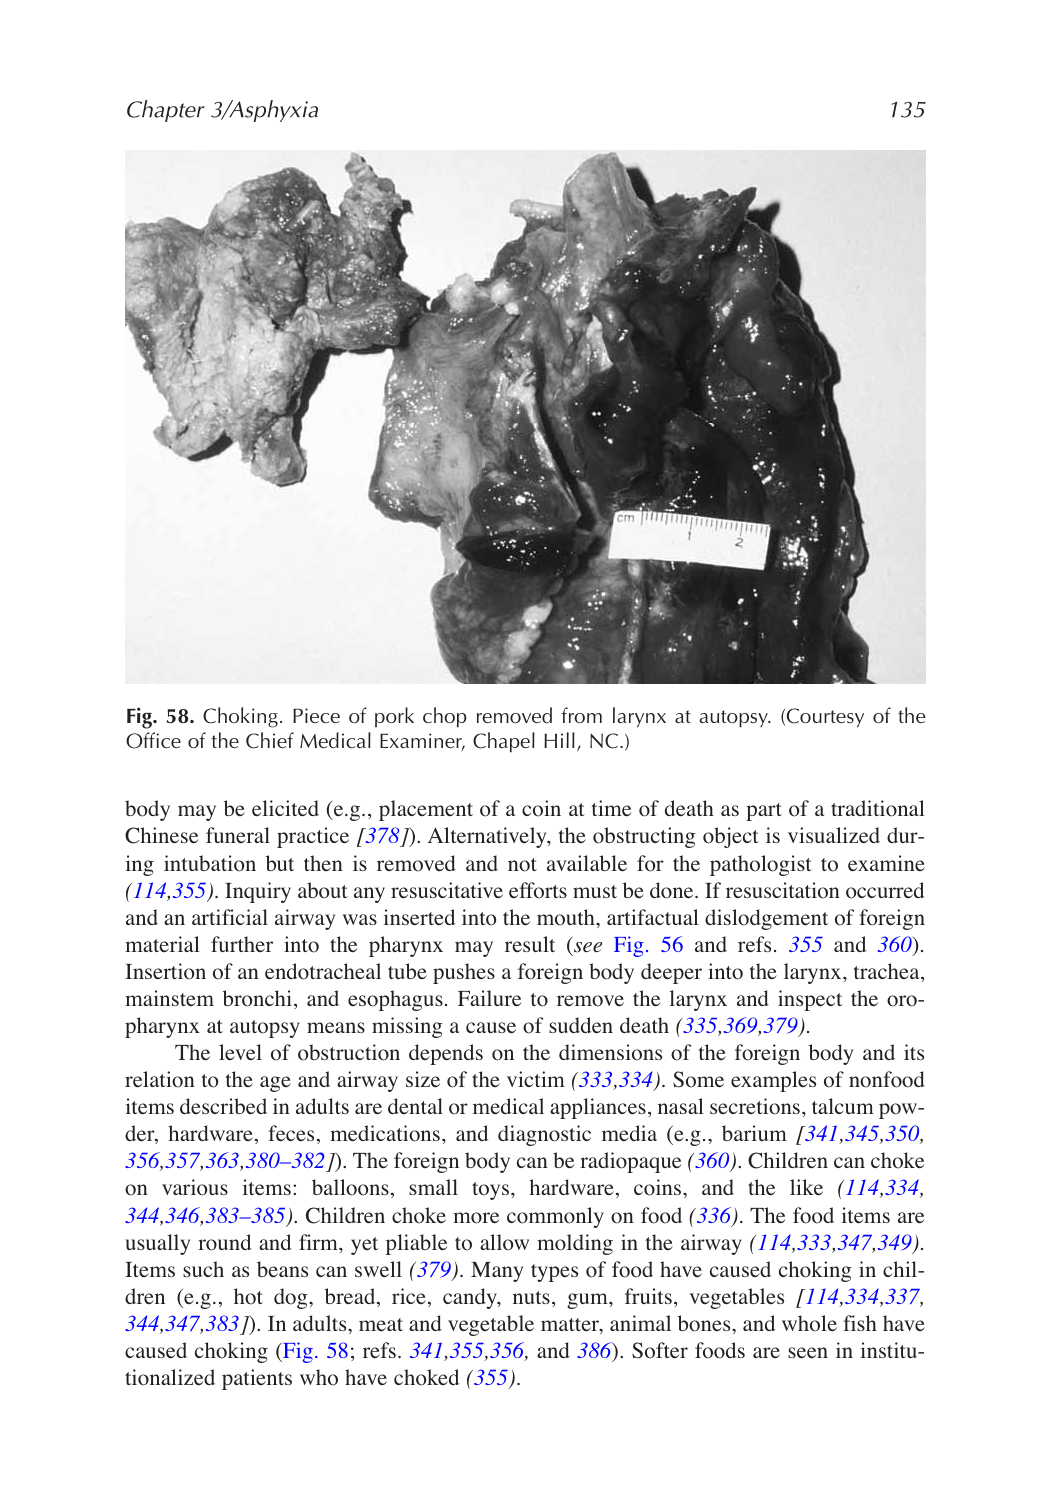 Chapter 3/Asphyxia 135
cm 1 2
Fig. 58. Choking. Piece of pork chop removed from larynx at autopsy. (Courtesy of the
Office of the Chief Medical Examiner, Chapel Hill, NC.)
body may be elicited (e.g., placement of a coin at time of death as part of a traditional
Chinese funeral practice [378]). Alternatively, the obstructing object is visualized dur-
ing intubation but then is removed and not available for the pathologist to examine
(114,355). Inquiry about any resuscitative efforts must be done. If resuscitation occurred
and an artificial airway was inserted into the mouth, artifactual dislodgement of foreign
material further into the pharynx may result (see Fig. 56 and refs. 355 and 360).
Insertion of an endotracheal tube pushes a foreign body deeper into the larynx, trachea,
mainstem bronchi, and esophagus. Failure to remove the larynx and inspect the oro-
pharynx at autopsy means missing a cause of sudden death (335,369,379).
The level of obstruction depends on the dimensions of the foreign body and its
relation to the age and airway size of the victim (333,334). Some examples of nonfood
items described in adults are dental or medical appliances, nasal secretions, talcum pow-
der, hardware, feces, medications, and diagnostic media (e.g., barium [341,345,350,
356,357,363,380–382]). The foreign body can be radiopaque (360). Children can choke
on various items: balloons, small toys, hardware, coins, and the like (114,334,
344,346,383–385). Children choke more commonly on food (336). The food items are
usually round and firm, yet pliable to allow molding in the airway (114,333,347,349).
Items such as beans can swell (379). Many types of food have caused choking in chil-
dren (e.g., hot dog, bread, rice, candy, nuts, gum, fruits, vegetables [114,334,337,
344,347,383]). In adults, meat and vegetable matter, animal bones, and whole fish have
caused choking (Fig. 58; refs. 341,355,356, and 386). Softer foods are seen in institu-
tionalized patients who have choked (355).